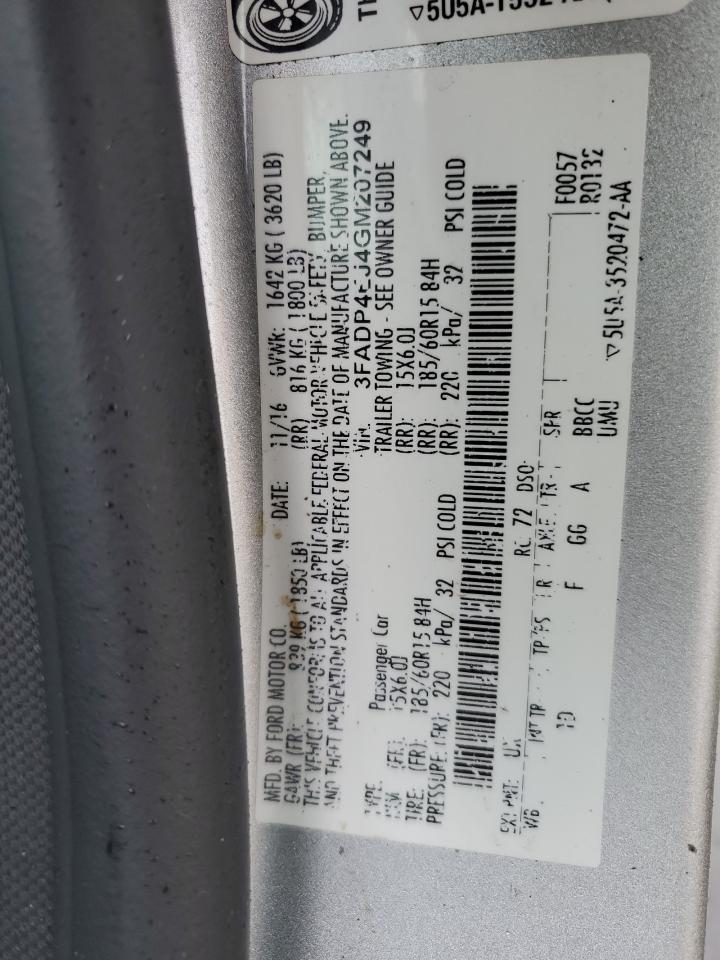 TH
▽5U5A-
MFD. BY FORD MOTOR CO. DATE: 11/16 GVWR: 1642 KG ( 3620 LB)
GAWR (FR): 839 KG ( 1850 LB) (RR) 816 KG ( 1800 LB)
THIS VEHICLE CONFORMS TO ALL APPLICABLE FEDERAL MOTOR VEHICLE SAFETY, BUMPER,
AND THEFT PREVENTION STANDARDS IN EFFECT ON THE DATE OF MANUFACTURE SHOWN ABOVE.
VIN: 3FADP4EJ4GM207249
TYPE: Passenger Car TRAILER TOWING - SEE OWNER GUIDE
RIM (FR): 15X6.0J (RR): 15X6.0J
TIRE: (FR): 185/60R15 84H (RR): 185/60R15 84H
PRESSURE (FR): 220 kPa/ 32 PSI COLD (RR): 220 kPa/ 32 PSI COLD
EXT PNT: UX RC: 72 DSO: F0057
WB INT TR TP/PS R AXLE TR SPR R0132
10 F GG A BBCC
UMU ▽5U5A-3520472-AA